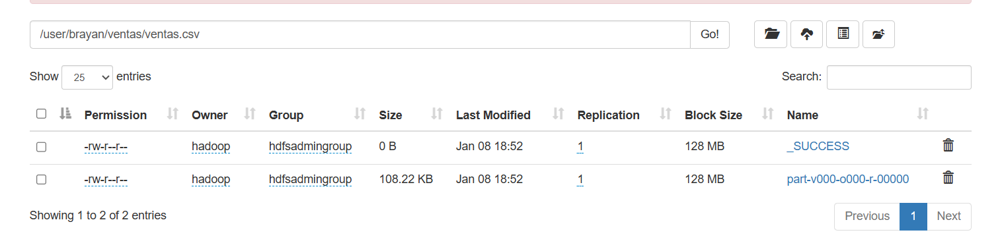 /user/brayan/ventas/ventas.csv Go!
Show 25 entries Search:
Permission Owner Group Size Last Modified Replication Block Size Name
-rw-r--r-- hadoop hdfsadmingroup 0 B Jan 08 18:52 1 128 MB _SUCCESS
-rw-r--r-- hadoop hdfsadmingroup 108.22 KB Jan 08 18:52 1 128 MB part-v000-o000-r-00000
Showing 1 to 2 of 2 entries Previous 1 Next